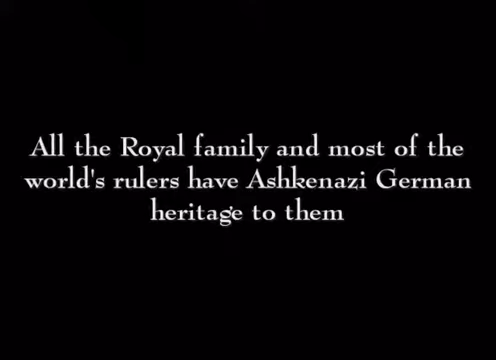 All the Royal family and most of the
world's rulers have Ashkenazi German
heritage to them